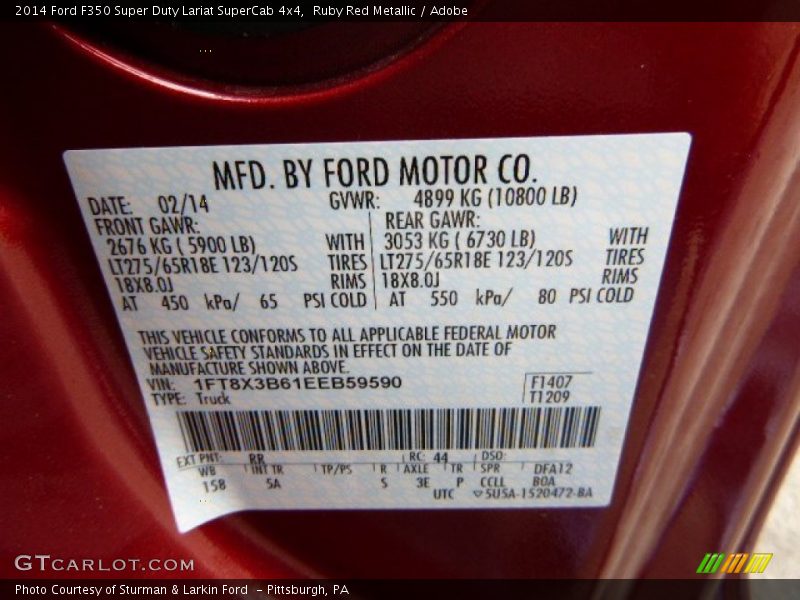 2014 Ford F350 Super Duty Lariat SuperCab 4x4, Ruby Red Metallic / Adobe
MFD. BY FORD MOTOR CO.
DATE: 02/14 GVWR: 4899 KG (10800 LB)
FRONT GAWR: REAR GAWR:
2676 KG ( 5900 LB) WITH 3053 KG ( 6730 LB) WITH
LT275/65R18E 123/120S TIRES LT275/65R18E 123/120S TIRES
18X8.0J RIMS 18X8.0J RIMS
AT 450 kPa/ 65 PSI COLD AT 550 kPa/ 80 PSI COLD
THIS VEHICLE CONFORMS TO ALL APPLICABLE FEDERAL MOTOR
VEHICLE SAFETY STANDARDS IN EFFECT ON THE DATE OF
MANUFACTURE SHOWN ABOVE.
VIN: 1FT8X3B61EEB59590 F1407
TYPE: Truck T1209
EXT PNT: RR RC: 44 DSO:
WB INT TR TP/PS R AXLE TR SPR DFA12
158 5A S 3E P CCLL BOA
UTC 5U5A-1520472-BA
GTCARLOT.COM
Photo Courtesy of Sturman & Larkin Ford - Pittsburgh, PA